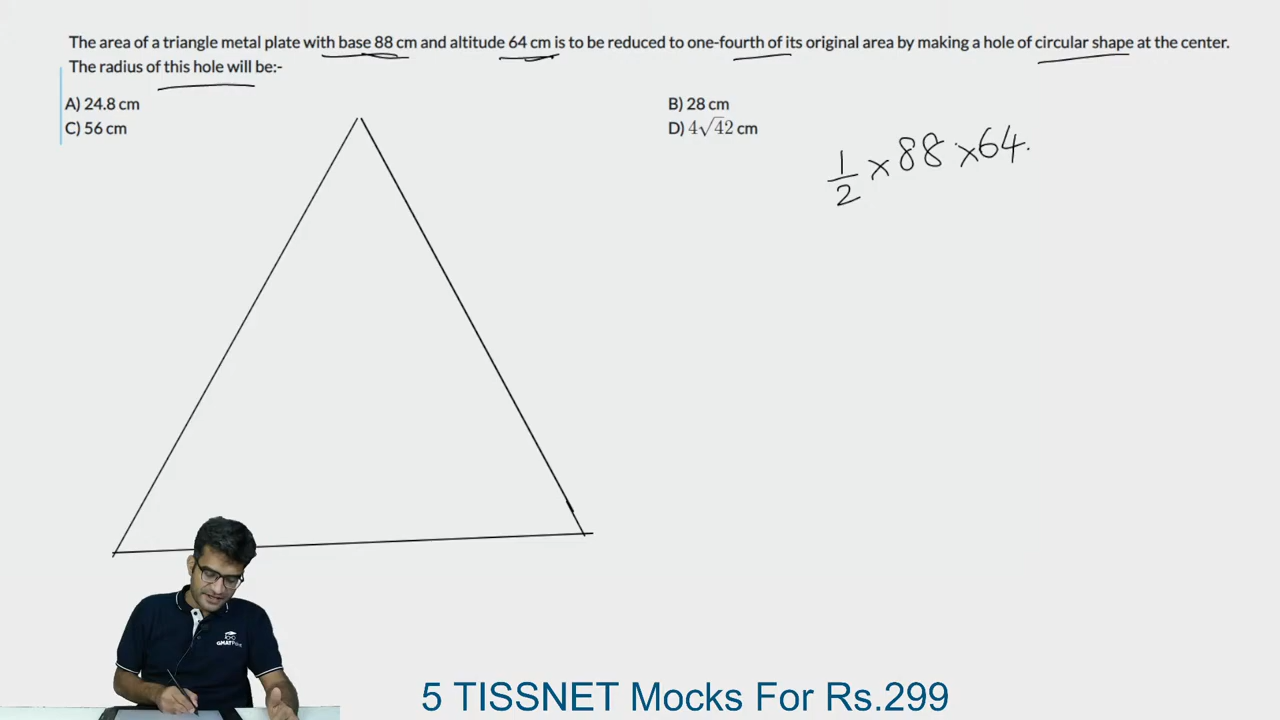 The area of a triangle metal plate with base 88 cm and altitude 64 cm is to be reduced to one-fourth of its original area by making a hole of circular shape at the center.
The radius of this hole will be:-
A) 24.8 cm
B) 28 cm
C) 56 cm
D) 4√42 cm
1/2 × 88 × 64.
5 TISSNET Mocks For Rs.299